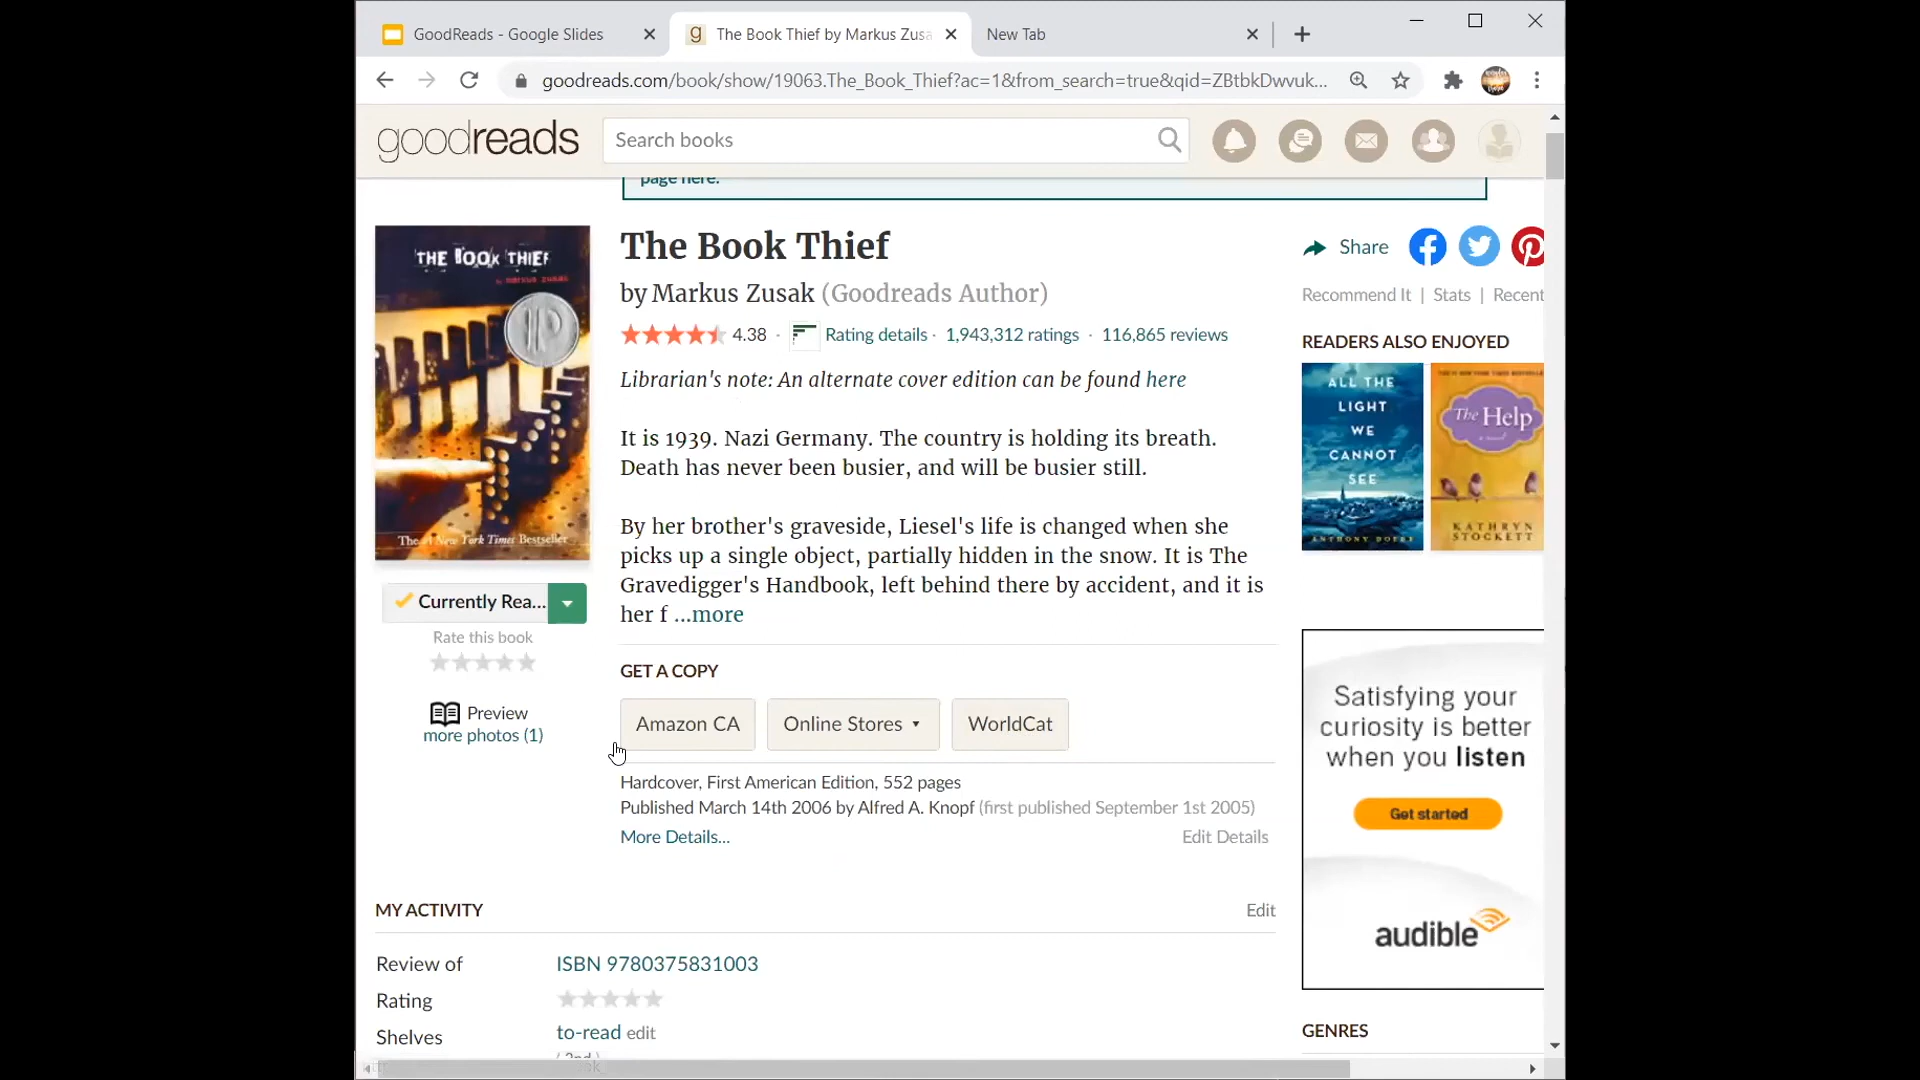 GoodReads - Google Slides
The Book Thief by Markus Zusa
New Tab
goodreads.com/book/show/19063.The_Book_Thief?ac=1&from_search=true&qid=ZBtbkDwvuk...
goodreads
Search books
page here.
THE BOOK THIEF
by MARKUS ZUSAK
The #1 New York Times Bestseller
Currently Rea...
Rate this book
Preview
more photos (1)
The Book Thief
by Markus Zusak (Goodreads Author)
4.38 · Rating details · 1,943,312 ratings · 116,865 reviews
Librarian's note: An alternate cover edition can be found here
It is 1939. Nazi Germany. The country is holding its breath.
Death has never been busier, and will be busier still.
By her brother's graveside, Liesel's life is changed when she
picks up a single object, partially hidden in the snow. It is The
Gravedigger's Handbook, left behind there by accident, and it is
her f ...more
GET A COPY
Amazon CA
Online Stores ▾
WorldCat
Hardcover, First American Edition, 552 pages
Published March 14th 2006 by Alfred A. Knopf (first published September 1st 2005)
More Details...
Edit Details
MY ACTIVITY
Edit
Review of
ISBN 9780375831003
Rating
Shelves
to-read edit
Share
Recommend It | Stats | Recent
READERS ALSO ENJOYED
ALL THE
LIGHT
WE
CANNOT
SEE
ANTHONY DOERR
The Help
a novel
KATHRYN
STOCKETT
Satisfying your
curiosity is better
when you listen
Get started
audible
GENRES